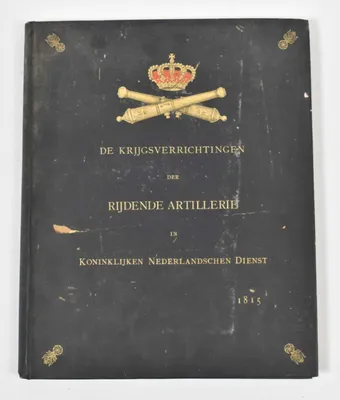 DE KRIJGSVERRICHTINGEN
DER
RIJDENDE ARTILLERIE
IN
KONINKLIJKEN NEDERLANDSCHEN DIENST
1815